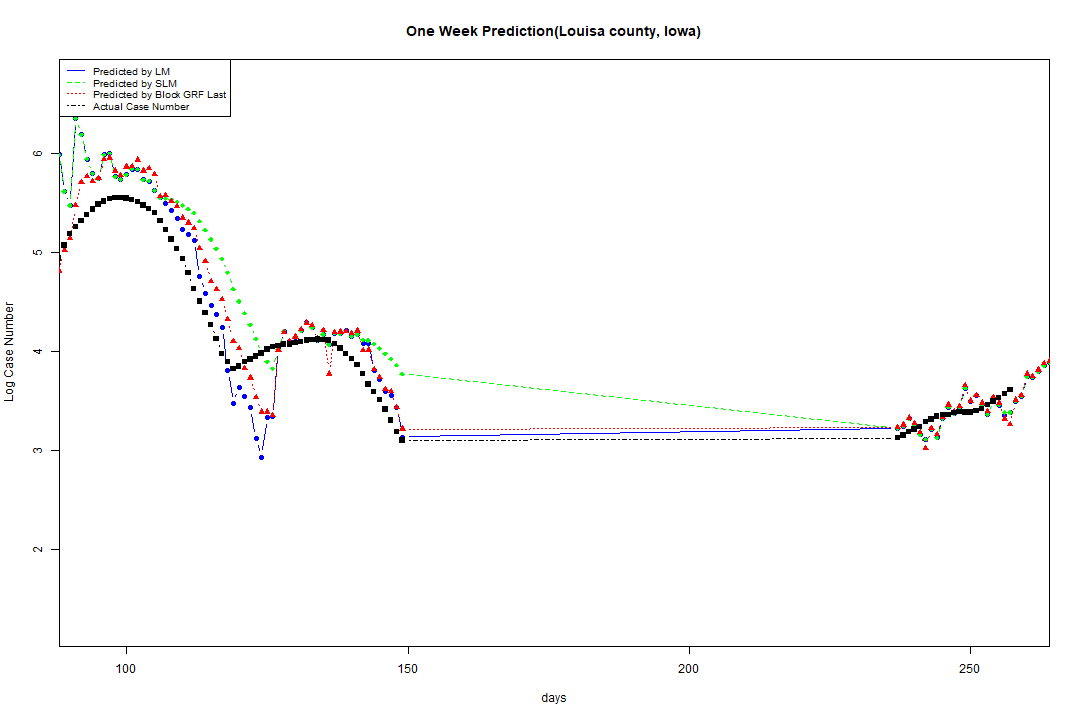 One Week Prediction(Louisa county, Iowa)
Predicted by LM
Predicted by SLM
Predicted by Block GRF Last
Actual Case Number
Log Case Number
6
5
4
3
2
100
150
200
250
days